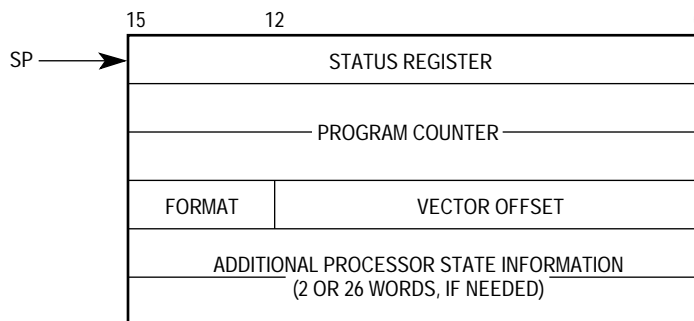 15 12
SP
STATUS REGISTER
PROGRAM COUNTER
FORMAT VECTOR OFFSET
ADDITIONAL PROCESSOR STATE INFORMATION
(2 OR 26 WORDS, IF NEEDED)